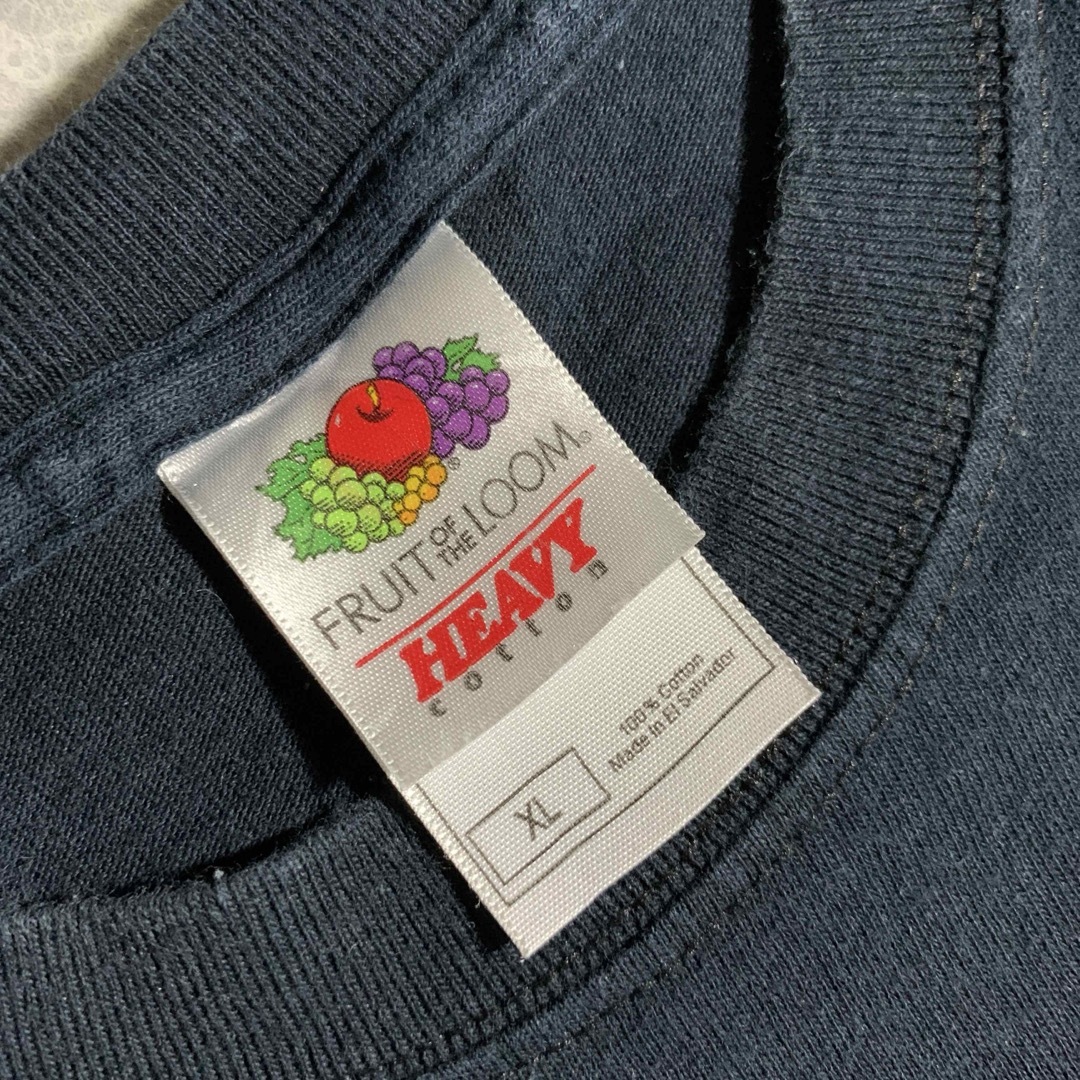 FRUIT OF THE LOOM®
HEAVY
COTTON
100% Cotton
Made in El Salvador
XL